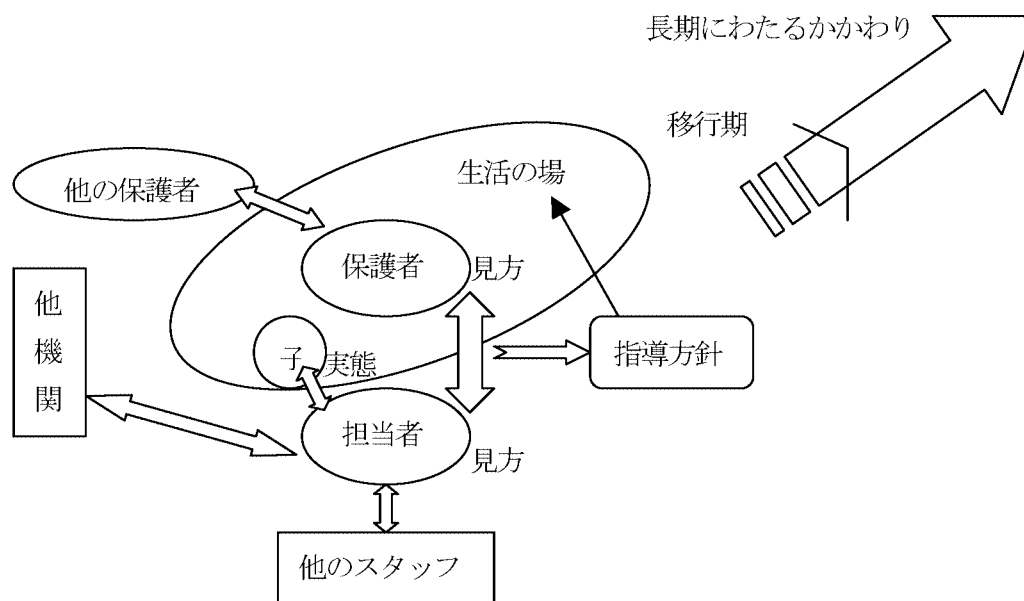 長期にわたるかかわり
移行期
生活の場
他の保護者
保護者
見方
他機関
子
実態
指導方針
担当者
見方
他のスタッフ